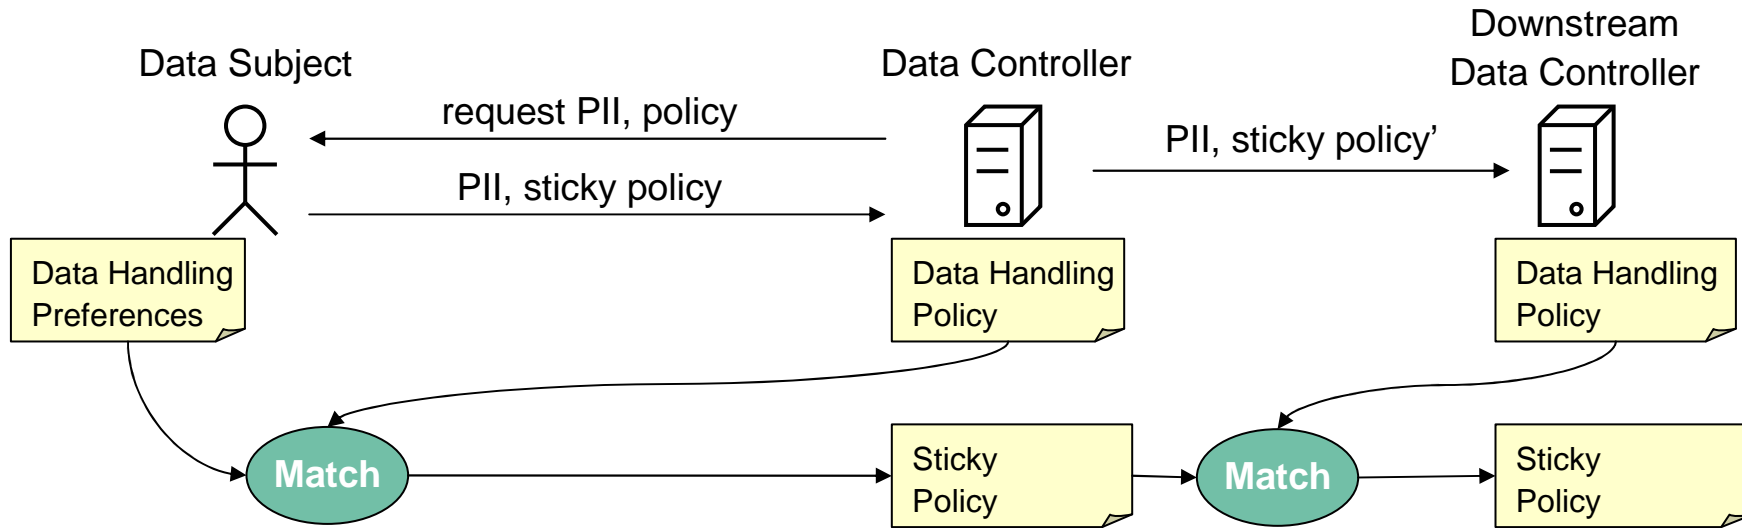 Data Subject
Data Controller
Downstream
Data Controller
request PII, policy
PII, sticky policy’
PII, sticky policy
Data Handling
Preferences
Data Handling
Policy
Data Handling
Policy
Match
Sticky
Policy
Match
Sticky
Policy